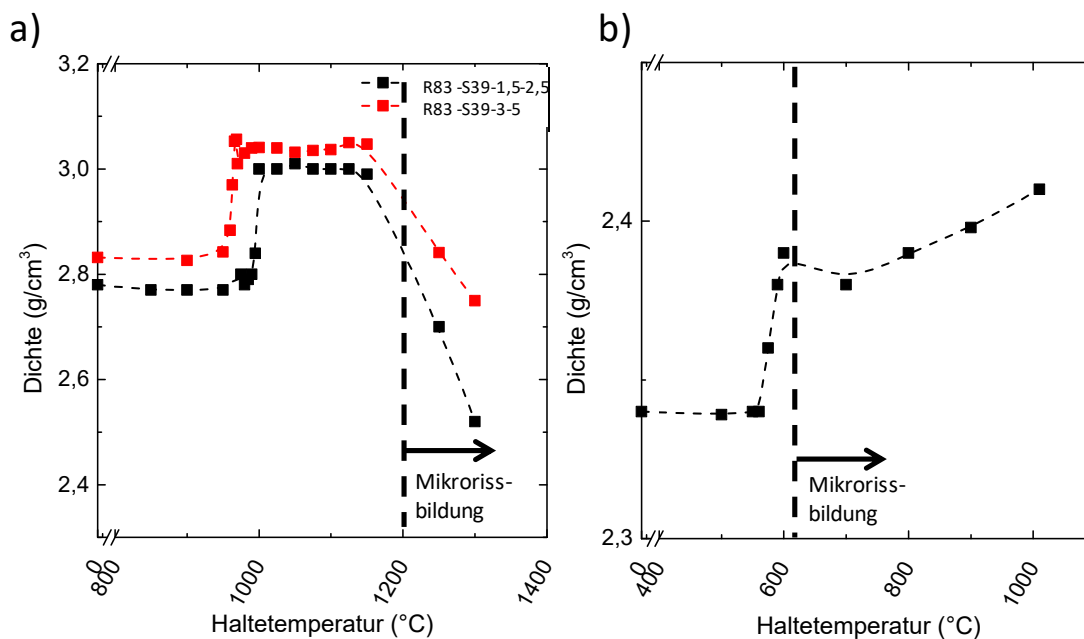 a)
b)
3,2
3,0
2,8
2,6
2,4
Dichte (g/cm³)
R83 -S39-1,5-2,5
R83 -S39-3-5
Mikroriss-
bildung
0
800
1000
1200
1400
Haltetemperatur (°C)
2,4
2,3
Dichte (g/cm³)
Mikroriss-
bildung
0
400
600
800
1000
Haltetemperatur (°C)